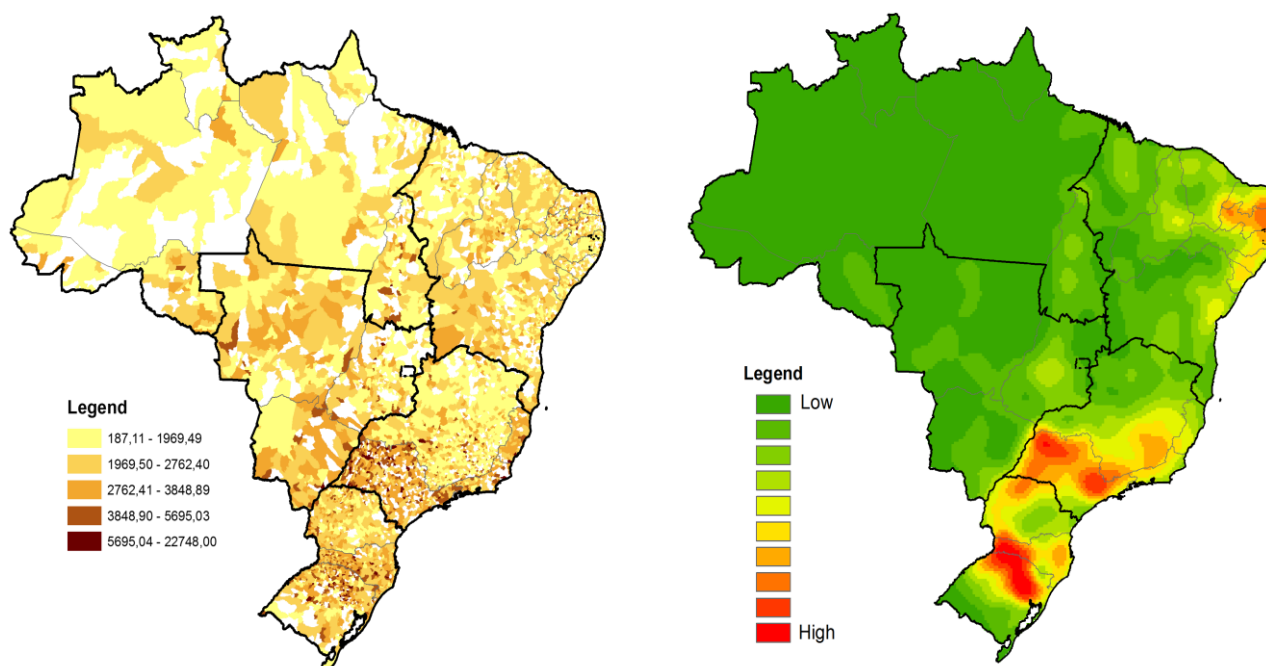 Legend
187,11 - 1969,49
1969,50 - 2762,40
2762,41 - 3848,89
3848,90 - 5695,03
5695,04 - 22748,00
Legend
Low
High